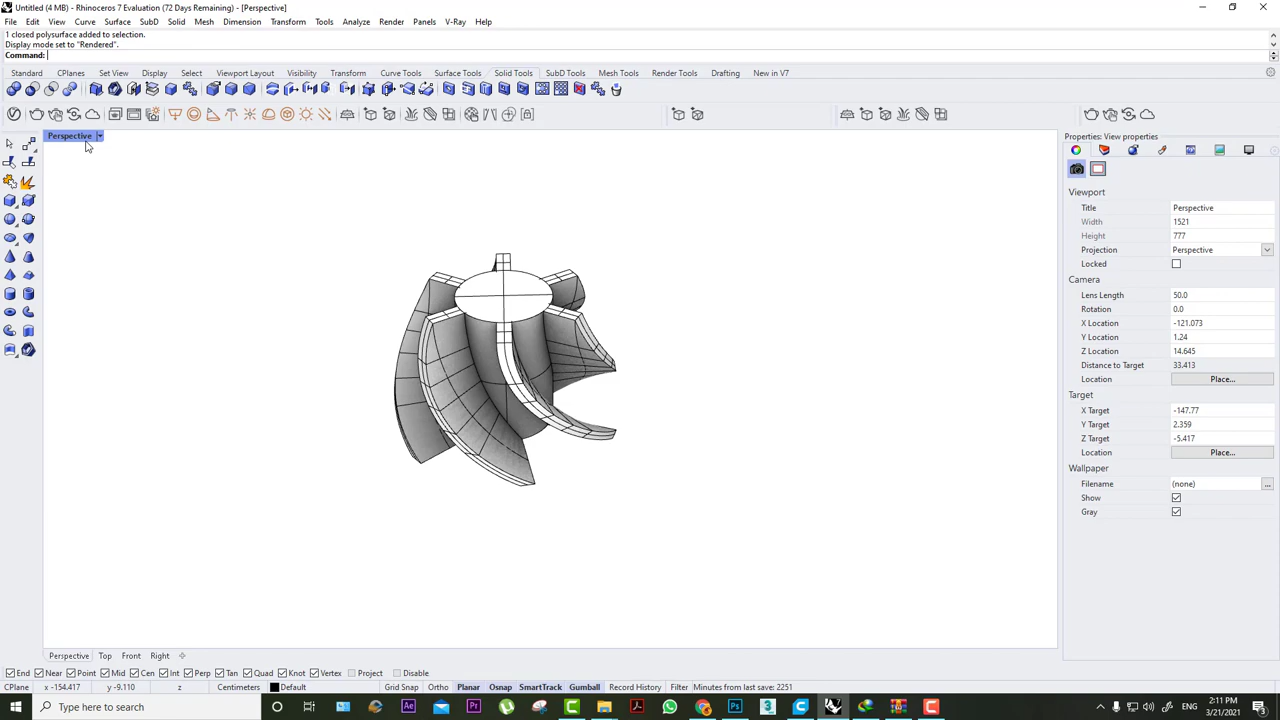 Untitled (4 MB) - Rhinoceros 7 Evaluation (72 Days Remaining) - [Perspective]
File Edit View Curve Surface SubD Solid Mesh Dimension Transform Tools Analyze Render Panels V-Ray Help
1 closed polysurface added to selection.
Display mode set to "Rendered".
Command:
Standard CPlanes Set View Display Select Viewport Layout Visibility Transform Curve Tools Surface Tools Solid Tools SubD Tools Mesh Tools Render Tools Drafting New in V7
Perspective
Properties: View properties
Viewport
Title Perspective
Width 1521
Height 777
Projection Perspective
Locked
Camera
Lens Length 50.0
Rotation 0.0
X Location -121.073
Y Location 1.24
Z Location 14.645
Distance to Target 33.413
Location Place...
Target
X Target -147.77
Y Target 2.359
Z Target -5.417
Location Place...
Wallpaper
Filename (none) ...
Show
Gray
Perspective Top Front Right
End Near Point Mid Cen Int Perp Tan Quad Knot Vertex Project Disable
CPlane x -154.417 y -9.110 z Centimeters Default Grid Snap Ortho Planar Osnap SmartTrack Gumball Record History Filter Minutes from last save: 2251
Type here to search
Ae
Pr
Ps
3
2:11 PM
3/21/2021